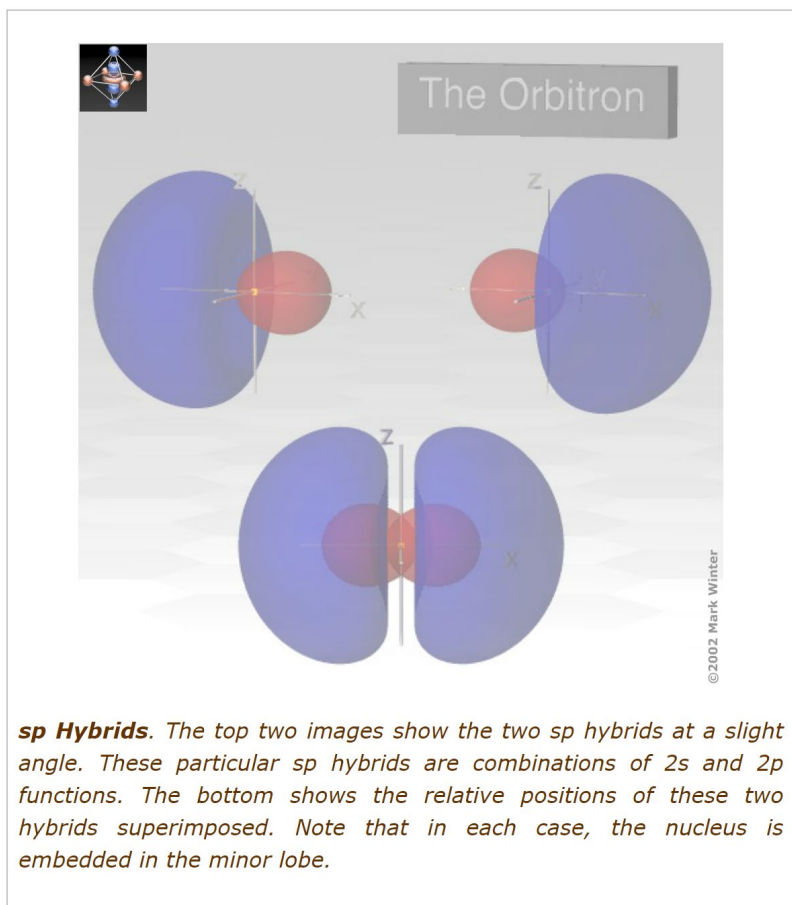 The Orbitron
Z
Z
X
Y
X
Z
X
©2002 Mark Winter
sp Hybrids. The top two images show the two sp hybrids at a slight
angle. These particular sp hybrids are combinations of 2s and 2p
functions. The bottom shows the relative positions of these two
hybrids superimposed. Note that in each case, the nucleus is
embedded in the minor lobe.